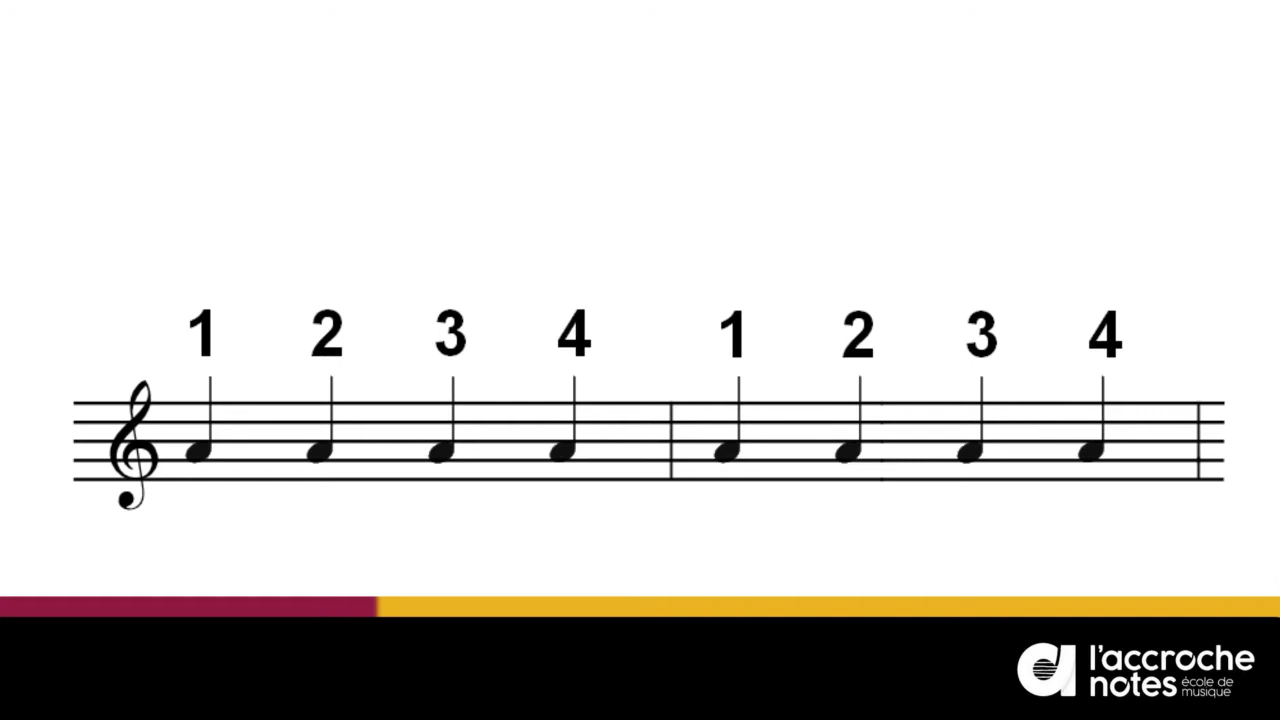 1 2 3 4 1 2 3 4
l'accroche
notes école de
musique